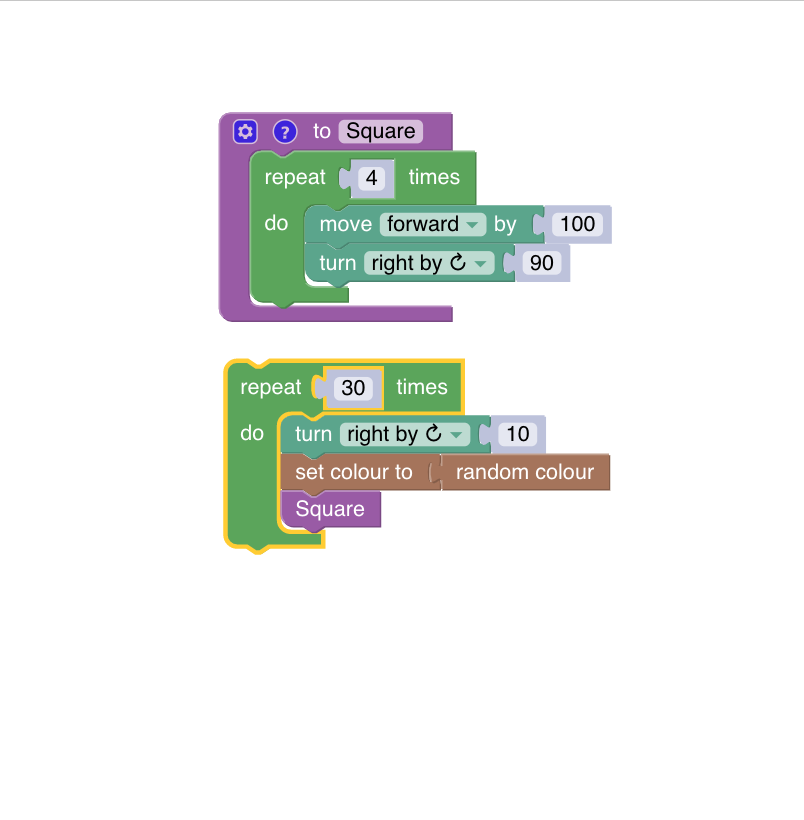 ? to Square
repeat 4 times
do move forward by 100
turn right by ↻ 90
repeat 30 times
do turn right by ↻ 10
set colour to random colour
Square